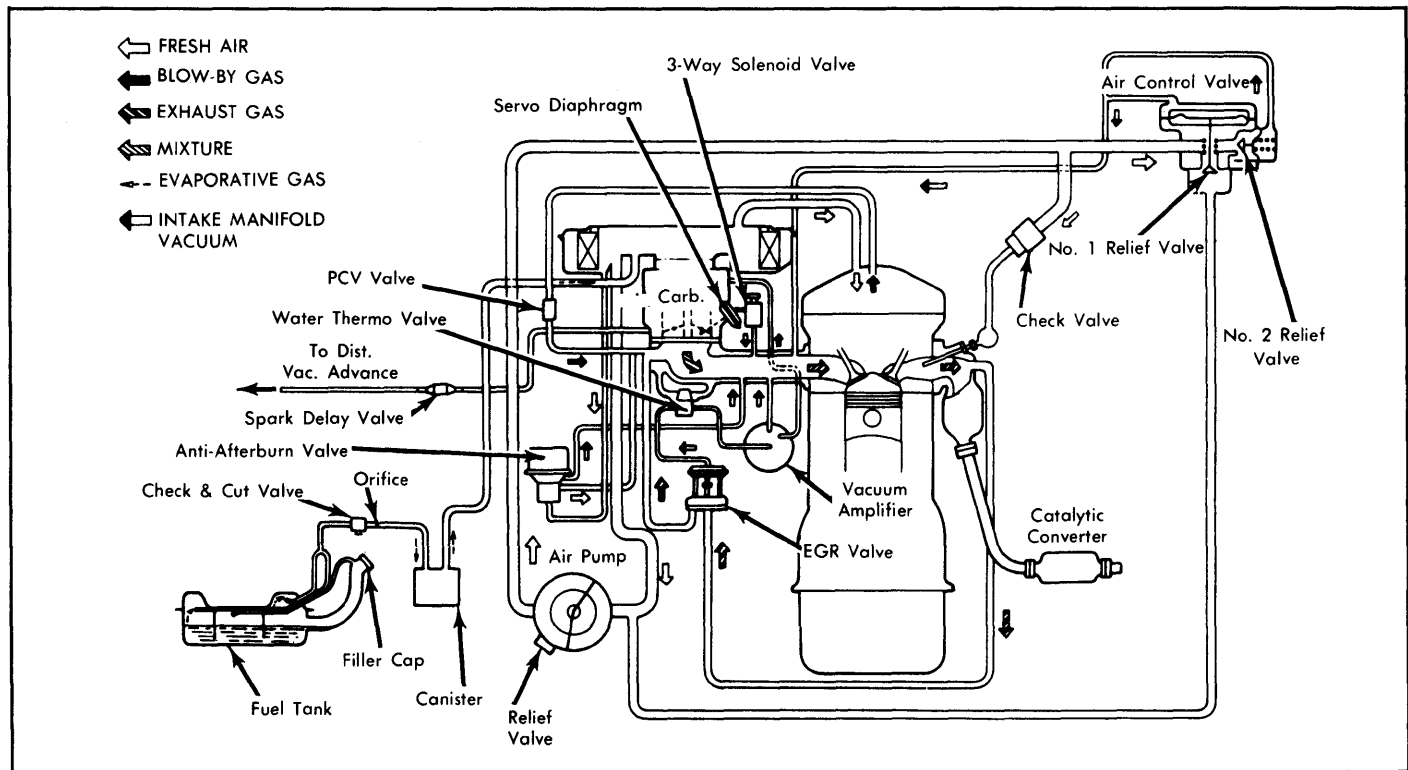 FRESH AIR
BLOW-BY GAS
EXHAUST GAS
MIXTURE
EVAPORATIVE GAS
INTAKE MANIFOLD
VACUUM
3-Way Solenoid Valve
Servo Diaphragm
Air Control Valve
PCV Valve
Carb.
No. 1 Relief Valve
Water Thermo Valve
Check Valve
No. 2 Relief
Valve
To Dist.
Vac. Advance
Spark Delay Valve
Anti-Afterburn Valve
Check & Cut Valve
Orifice
Vacuum
Amplifier
Catalytic
Converter
EGR Valve
Air Pump
Filler Cap
Canister
Fuel Tank
Relief
Valve